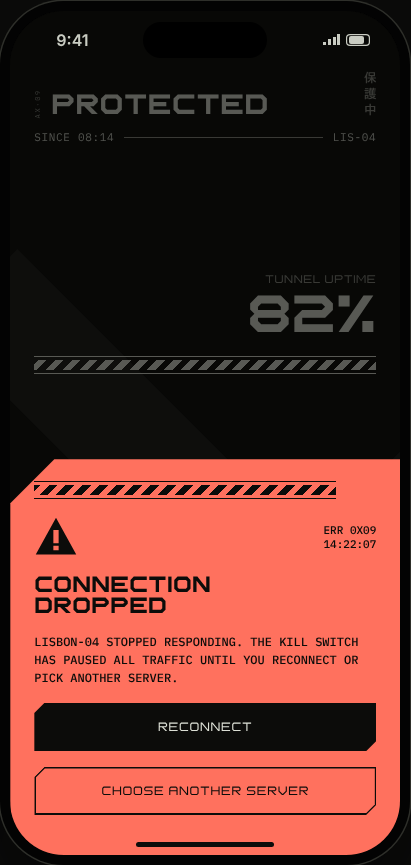 9:41
AX-89
PROTECTED
保護中
SINCE 08:14
LIS-04
TUNNEL UPTIME
82%
ERR 0X09
14:22:07
CONNECTION
DROPPED
LISBON-04 STOPPED RESPONDING. THE KILL SWITCH
HAS PAUSED ALL TRAFFIC UNTIL YOU RECONNECT OR
PICK ANOTHER SERVER.
RECONNECT
CHOOSE ANOTHER SERVER